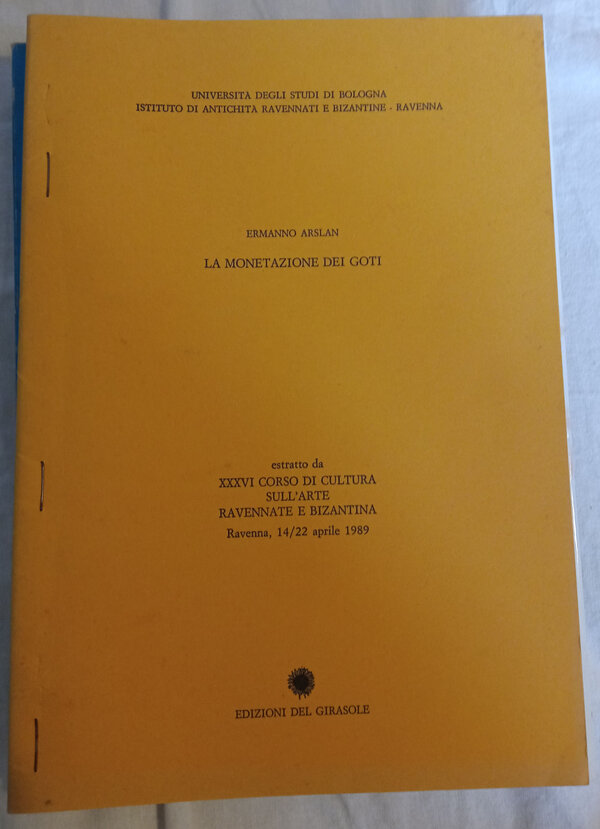 UNIVERSITÀ DEGLI STUDI DI BOLOGNA
ISTITUTO DI ANTICHITÀ RAVENNATI E BIZANTINE - RAVENNA
ERMANNO ARSLAN
LA MONETAZIONE DEI GOTI
estratto da
XXXVI CORSO DI CULTURA
SULL'ARTE
RAVENNATE E BIZANTINA
Ravenna, 14/22 aprile 1989
EDIZIONI DEL GIRASOLE